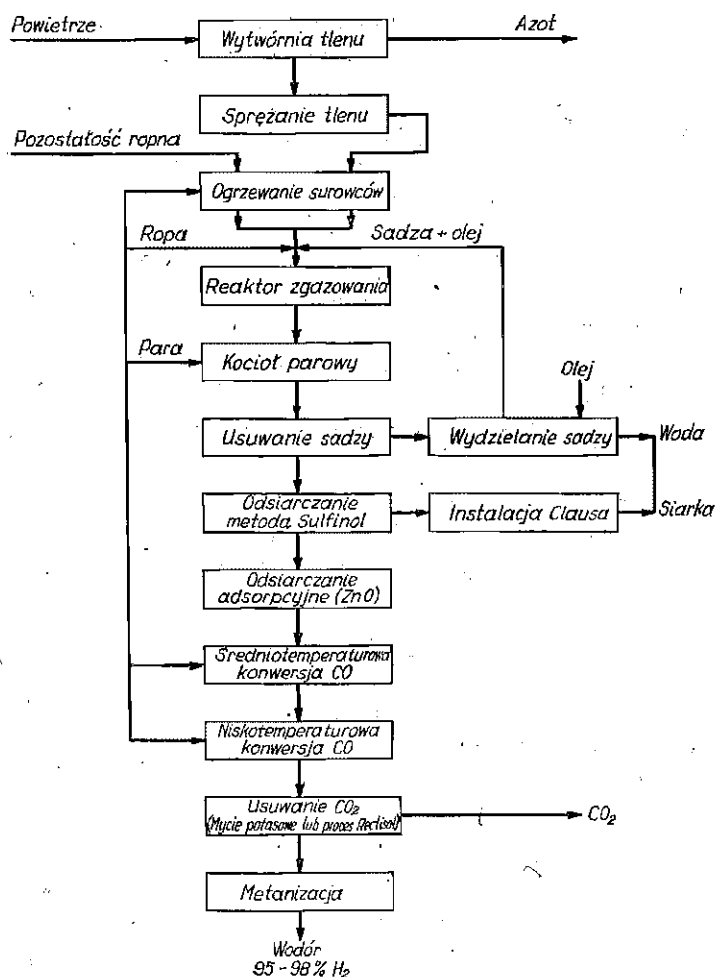 Powietrze
Wytwórnia tlenu
Azot
Sprężanie tlenu
Pozostałość ropna
Ogrzewanie surowców
Ropa
Sadza + olej
Reaktor zgazowania
Para
Kocioł parowy
Olej
Usuwanie sadzy
Wydzielanie sadzy
Woda
Odsiarczanie
metodą Sulfinol
Instalacja Clausa
Siarka
Odsiarczanie
adsorpcyjne (ZnO)
Średniotemperaturowa
konwersja CO
Niskotemperaturowa
konwersja CO
Usuwanie CO₂
(Mycie potasowe lub proces Rectisol)
CO₂
Metanizacja
Wodór
95-98% H₂